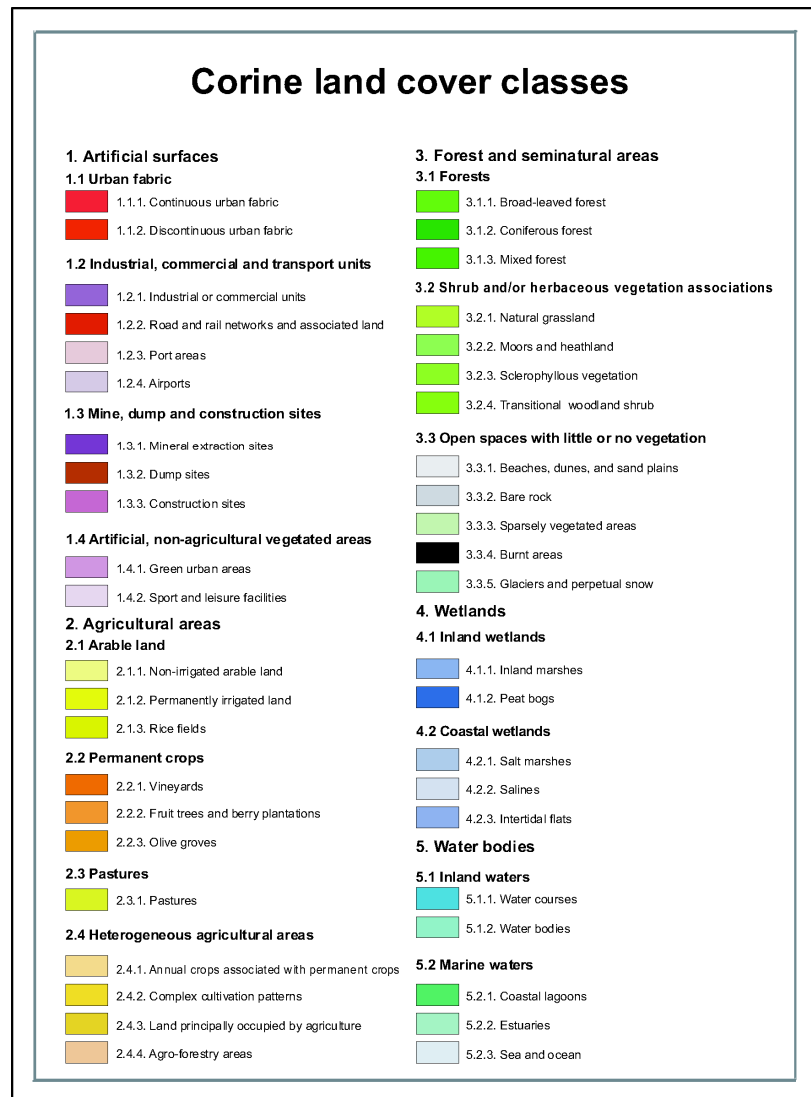 Corine land cover classes
1. Artificial surfaces
1.1 Urban fabric
1.1.1. Continuous urban fabric
1.1.2. Discontinuous urban fabric
1.2 Industrial, commercial and transport units
1.2.1. Industrial or commercial units
1.2.2. Road and rail networks and associated land
1.2.3. Port areas
1.2.4. Airports
1.3 Mine, dump and construction sites
1.3.1. Mineral extraction sites
1.3.2. Dump sites
1.3.3. Construction sites
1.4 Artificial, non-agricultural vegetated areas
1.4.1. Green urban areas
1.4.2. Sport and leisure facilities
2. Agricultural areas
2.1 Arable land
2.1.1. Non-irrigated arable land
2.1.2. Permanently irrigated land
2.1.3. Rice fields
2.2 Permanent crops
2.2.1. Vineyards
2.2.2. Fruit trees and berry plantations
2.2.3. Olive groves
2.3 Pastures
2.3.1. Pastures
2.4 Heterogeneous agricultural areas
2.4.1. Annual crops associated with permanent crops
2.4.2. Complex cultivation patterns
2.4.3. Land principally occupied by agriculture
2.4.4. Agro-forestry areas
3. Forest and seminatural areas
3.1 Forests
3.1.1. Broad-leaved forest
3.1.2. Coniferous forest
3.1.3. Mixed forest
3.2 Shrub and/or herbaceous vegetation associations
3.2.1. Natural grassland
3.2.2. Moors and heathland
3.2.3. Sclerophyllous vegetation
3.2.4. Transitional woodland shrub
3.3 Open spaces with little or no vegetation
3.3.1. Beaches, dunes, and sand plains
3.3.2. Bare rock
3.3.3. Sparsely vegetated areas
3.3.4. Burnt areas
3.3.5. Glaciers and perpetual snow
4. Wetlands
4.1 Inland wetlands
4.1.1. Inland marshes
4.1.2. Peat bogs
4.2 Coastal wetlands
4.2.1. Salt marshes
4.2.2. Salines
4.2.3. Intertidal flats
5. Water bodies
5.1 Inland waters
5.1.1. Water courses
5.1.2. Water bodies
5.2 Marine waters
5.2.1. Coastal lagoons
5.2.2. Estuaries
5.2.3. Sea and ocean